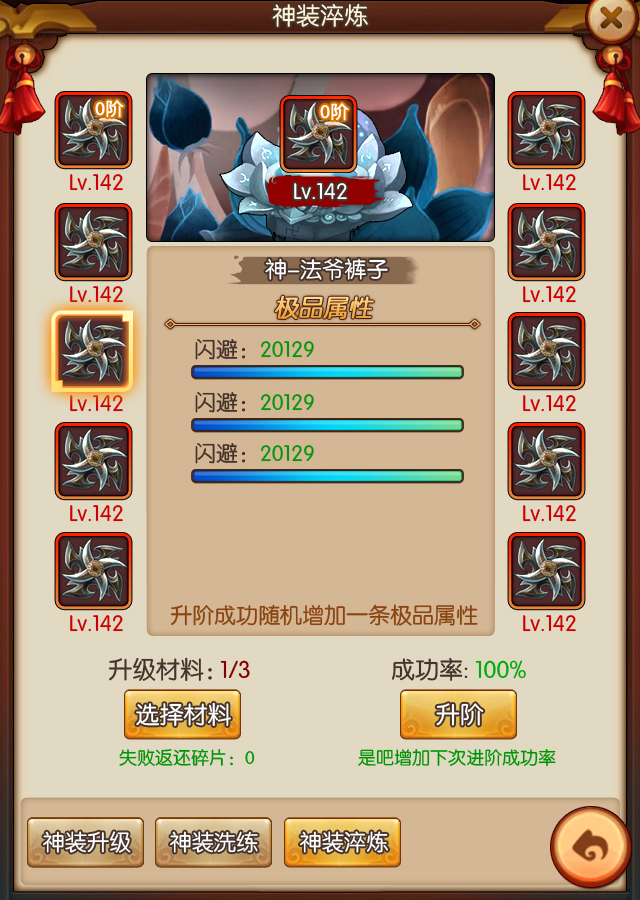 神装淬炼
0阶
0阶
Lv.142
Lv.142
Lv.142
Lv.142
Lv.142
神-法爷裤子
极品属性
闪避：20129
Lv.142
Lv.142
闪避：20129
闪避：20129
Lv.142
Lv.142
升阶成功随机增加一条极品属性
Lv.142
Lv.142
升级材料：1/3
成功率：100%
选择材料
升阶
失败返还碎片：0
是吧增加下次进阶成功率
神装升级
神装洗练
神装淬炼